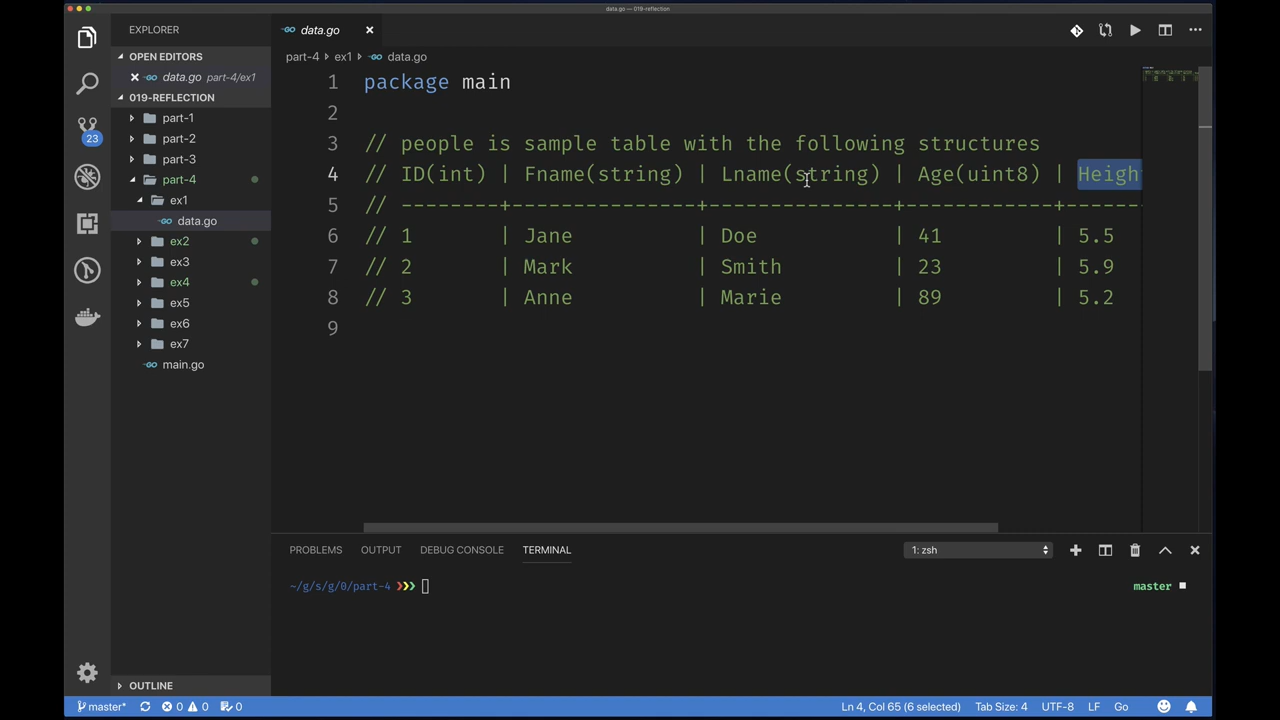 data.go — 019-reflection
EXPLORER
OPEN EDITORS
data.go part-4/ex1
019-REFLECTION
part-1
part-2
part-3
part-4
ex1
data.go
ex2
ex3
ex4
ex5
ex6
ex7
main.go
OUTLINE
23
data.go
part-4 ex1 data.go
1 package main
2
3 // people is sample table with the following structures
4 // ID(int) | Fname(string) | Lname(string) | Age(uint8) | Heigh
5 // --------+---------------+---------------+------------+------
6 // 1 | Jane | Doe | 41 | 5.5
7 // 2 | Mark | Smith | 23 | 5.9
8 // 3 | Anne | Marie | 89 | 5.2
9
PROBLEMS OUTPUT DEBUG CONSOLE TERMINAL 1: zsh
~/g/s/g/0/part-4 ❯❯❯ master
master* 0 0 0 Ln 4, Col 65 (6 selected) Tab Size: 4 UTF-8 LF Go